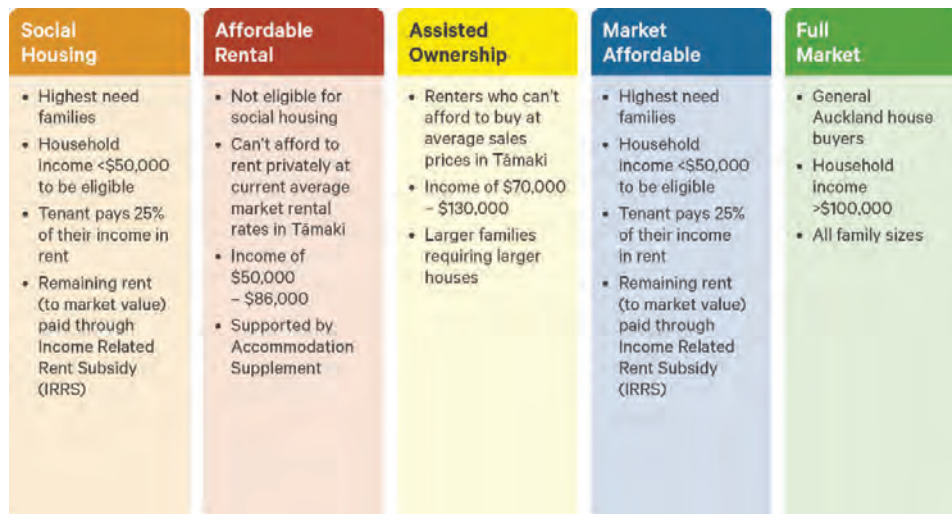 Social
Housing
• Highest need
families
• Household
income <$50,000
to be eligible
• Tenant pays 25%
of their income in
rent
• Remaining rent
(to market value)
paid through
Income Related
Rent Subsidy
(IRRS)
Affordable
Rental
• Not eligible for
social housing
• Can't afford to
rent privately at
current average
market rental
rates in Tāmaki
• Income of
$50,000
– $86,000
• Supported by
Accommodation
Supplement
Assisted
Ownership
• Renters who can't
afford to buy at
average sales
prices in Tāmaki
• Income of $70,000
– $130,000
• Larger families
requiring larger
houses
Market
Affordable
• Highest need
families
• Household
income <$50,000
to be eligible
• Tenant pays 25%
of their income
in rent
• Remaining rent
(to market value)
paid through
Income Related
Rent Subsidy
(IRRS)
Full
Market
• General
Auckland house
buyers
• Household
income
>$100,000
• All family sizes